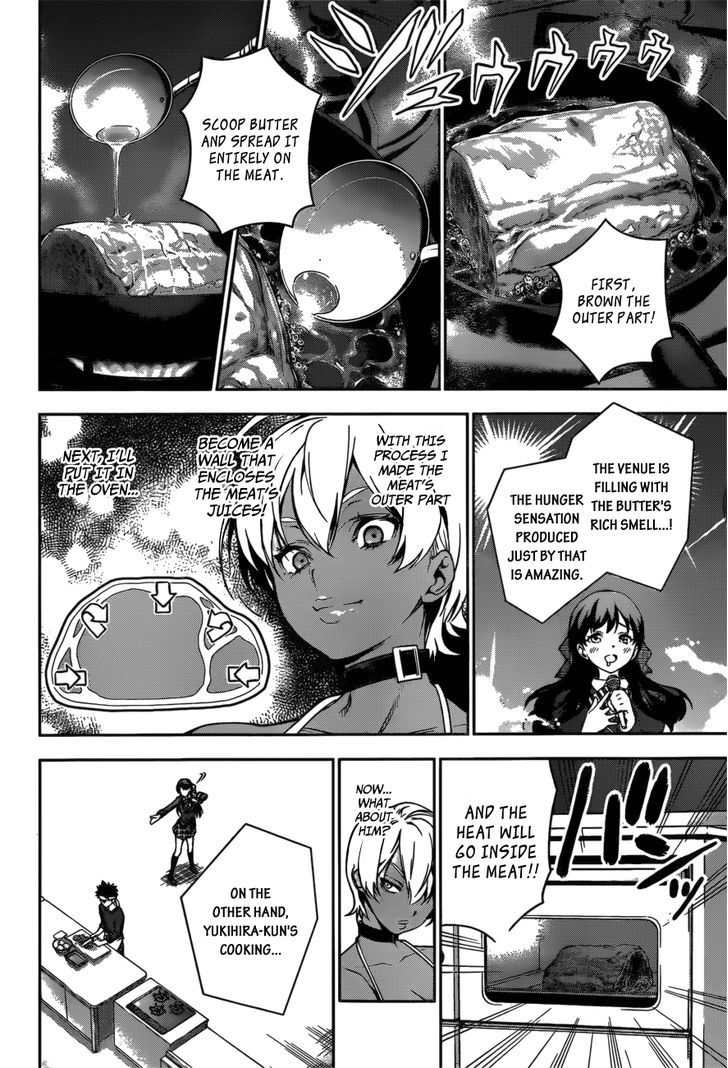 ジュウウウ
FIRST,
BROWN THE
OUTER PART!
SCOOP BUTTER
AND SPREAD IT
ENTIRELY ON
THE MEAT.
THE VENUE IS
FILLING WITH
THE BUTTER'S
RICH SMELL...!
THE HUNGER
SENSATION
PRODUCED
JUST BY THAT
IS AMAZING.
WITH THIS
PROCESS I
MADE THE
MEAT'S
OUTER PART
BECOME A
WALL THAT
ENCLOSES
THE MEAT'S
JUICES!
NEXT, I'LL
PUT IT IN
THE OVEN...
AND THE
HEAT WILL
GO INSIDE
THE MEAT!!
NOW...
WHAT
ABOUT
HIM?
ON THE
OTHER HAND,
YUKIHIRA-KUN'S
COOKING...